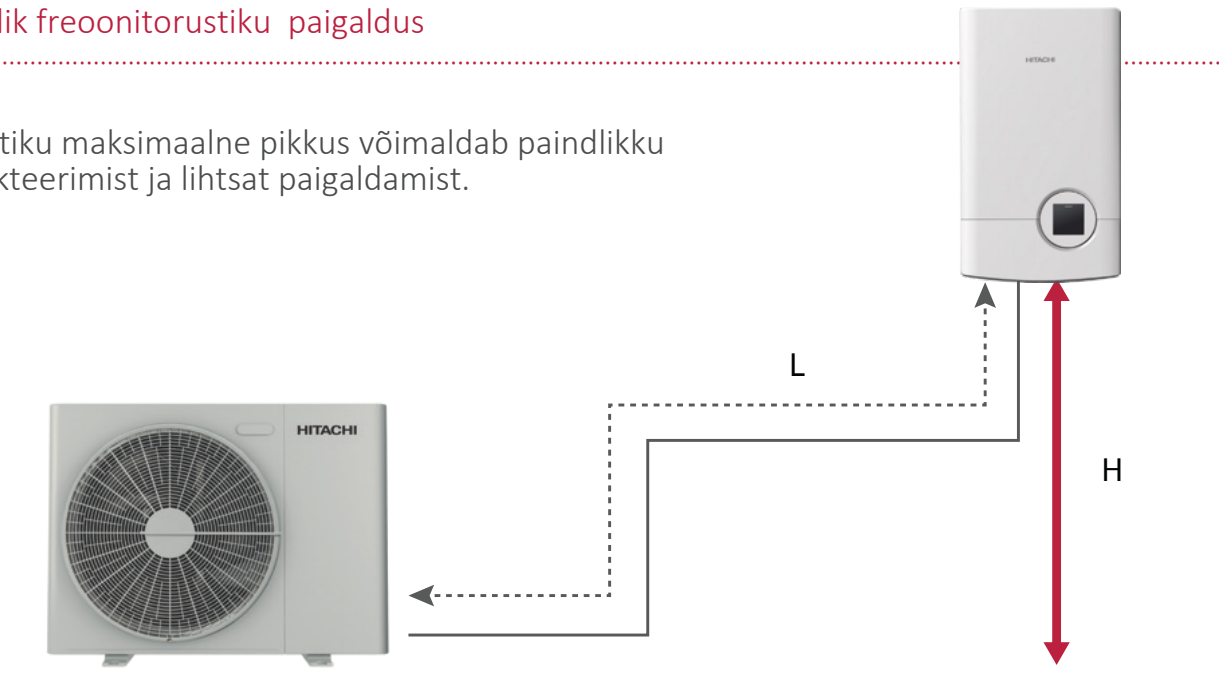 lik freoonitorustiku paigaldus
HITACHI
tiku maksimaalne pikkus võimaldab paindlikku
kteerimist ja lihtsat paigaldamist.
L
HITACHI
H